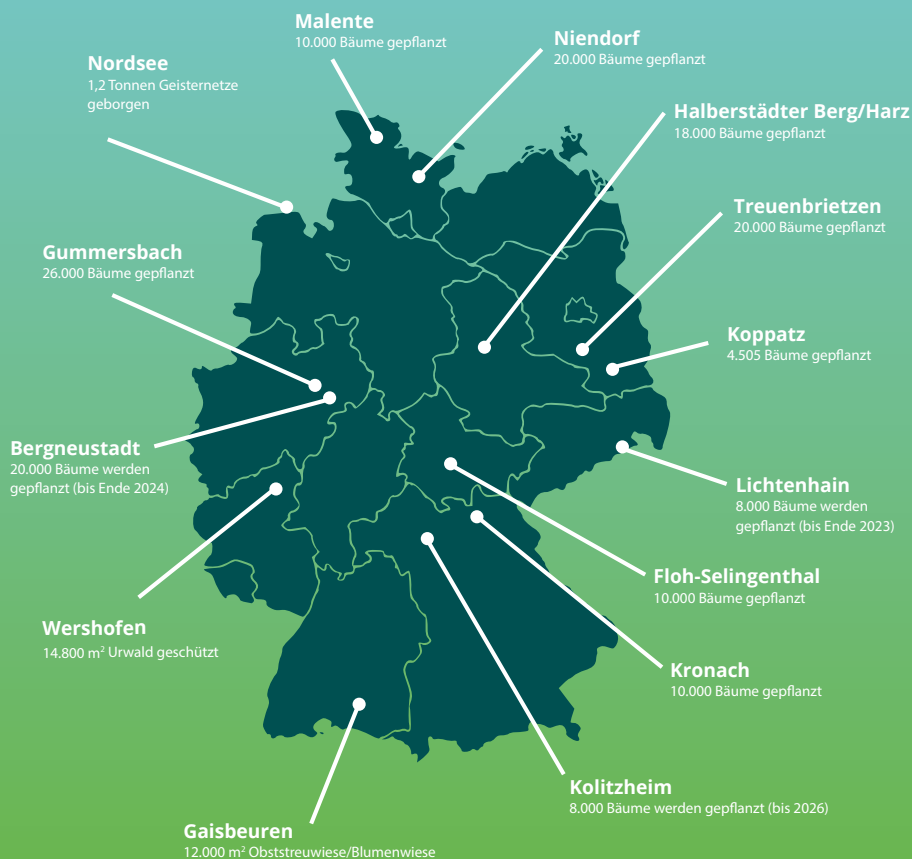 Malente
10.000 Bäume gepflanzt
Niendorf
20.000 Bäume gepflanzt
Nordsee
1,2 Tonnen Geisternetze
geborgen
Halberstädter Berg/Harz
18.000 Bäume gepflanzt
Treuenbrietzen
20.000 Bäume gepflanzt
Gummersbach
26.000 Bäume gepflanzt
Koppatz
4.505 Bäume gepflanzt
Bergneustadt
20.000 Bäume werden
gepflanzt (bis Ende 2024)
Lichtenhain
8.000 Bäume werden
gepflanzt (bis Ende 2023)
Floh-Selingenthal
10.000 Bäume gepflanzt
Wershofen
14.800 m² Urwald geschützt
Kronach
10.000 Bäume gepflanzt
Kolitzheim
8.000 Bäume werden gepflanzt (bis 2026)
Gaisbeuren
12.000 m² Obststreuwiese/Blumenwiese